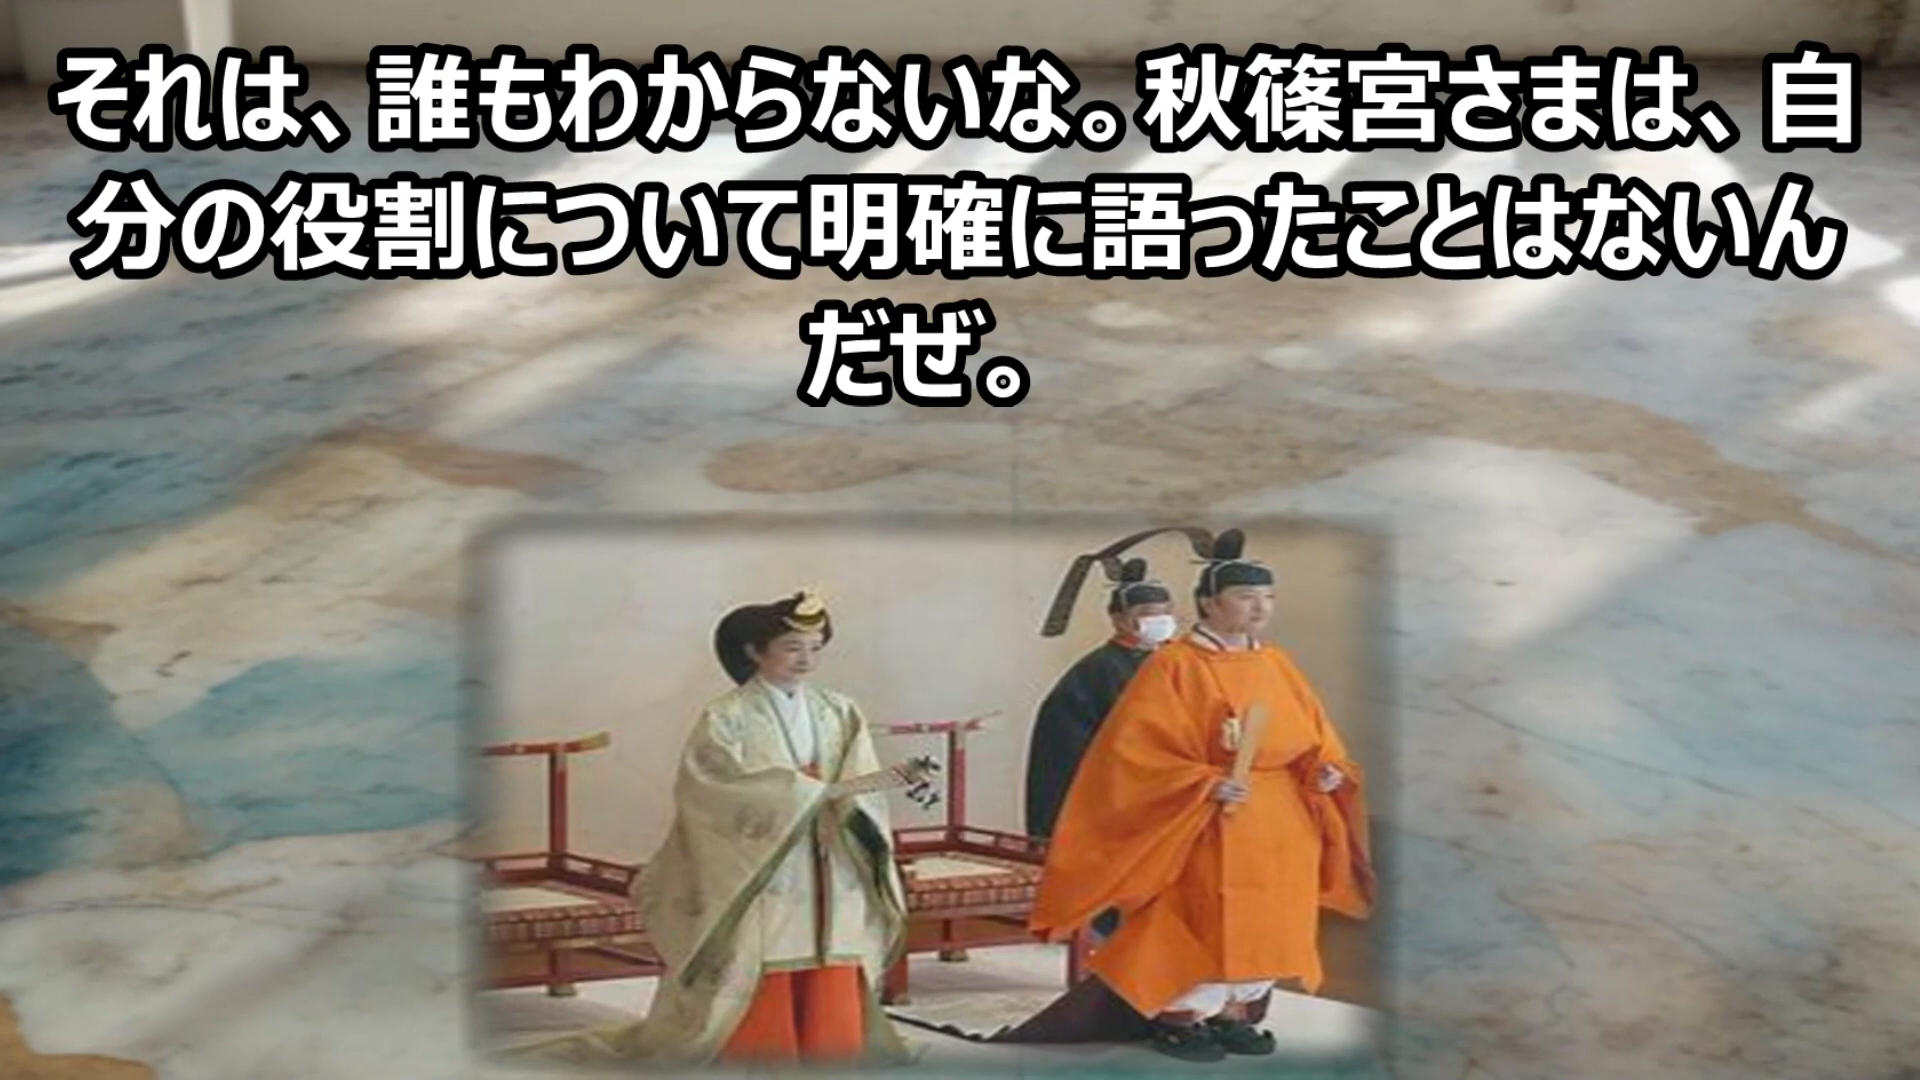 それは、誰もわからないな。秋篠宮さまは、自
分の役割について明確に語ったことはないん
だぜ。